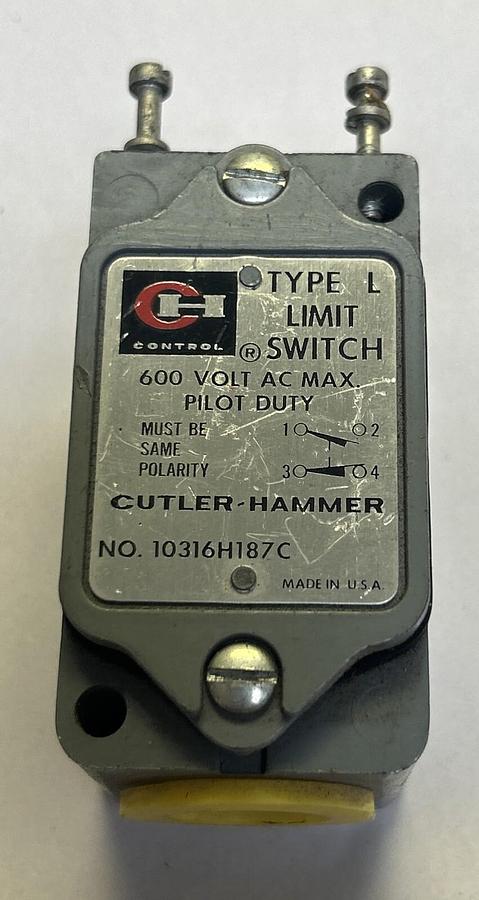 CH
CONTROL
®
TYPE L
LIMIT
SWITCH
600 VOLT AC MAX.
PILOT DUTY
MUST BE
SAME
POLARITY
1 2
3 4
CUTLER-HAMMER
NO. 10316H187C
MADE IN U.S.A.